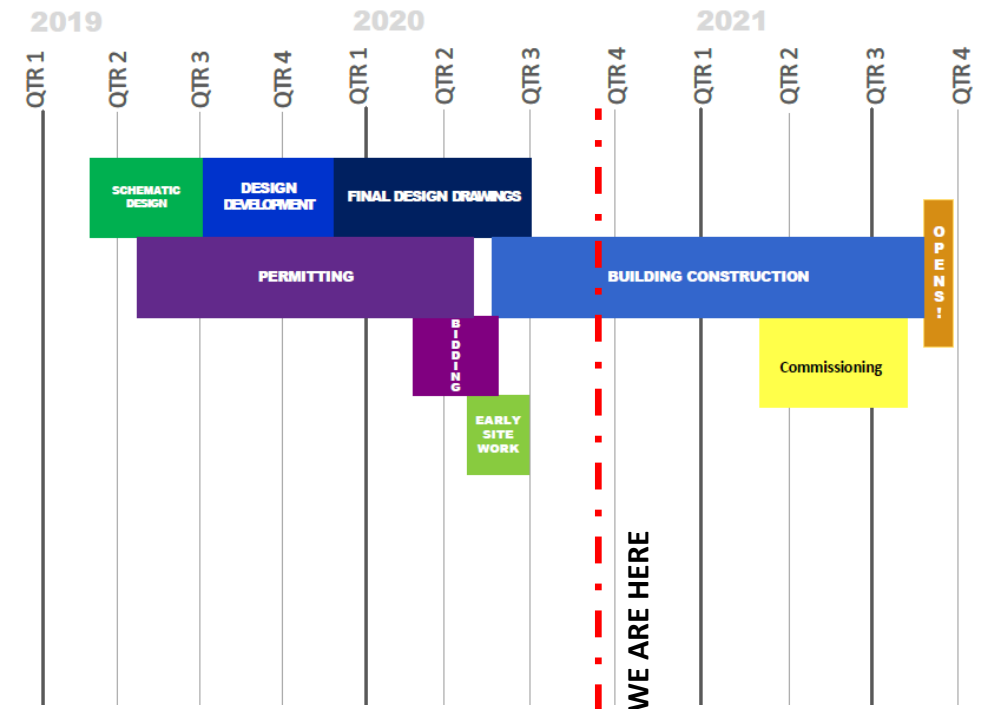 2019 2020 2021
QTR 1 QTR 2 QTR 3 QTR 4 QTR 1 QTR 2 QTR 3 QTR 4 QTR 1 QTR 2 QTR 3 QTR 4
SCHEMATIC
DESIGN
DESIGN
DEVELOPMENT
FINAL DESIGN DRAWINGS
OPENS!
PERMITTING
BUILDING CONSTRUCTION
BIDDING
Commissioning
EARLY
SITE
WORK
WE ARE HERE